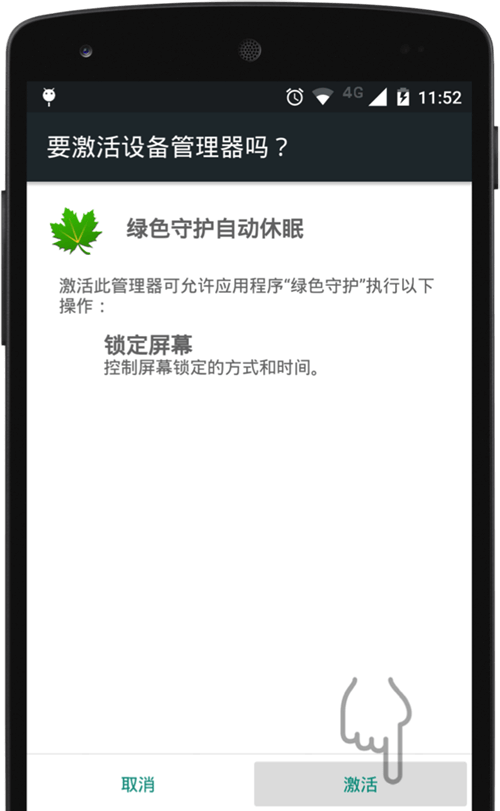 4G 11:52
要激活设备管理器吗？
绿色守护自动休眠
激活此管理器可允许应用程序“绿色守护”执行以下
操作：
锁定屏幕
控制屏幕锁定的方式和时间。
取消 激活